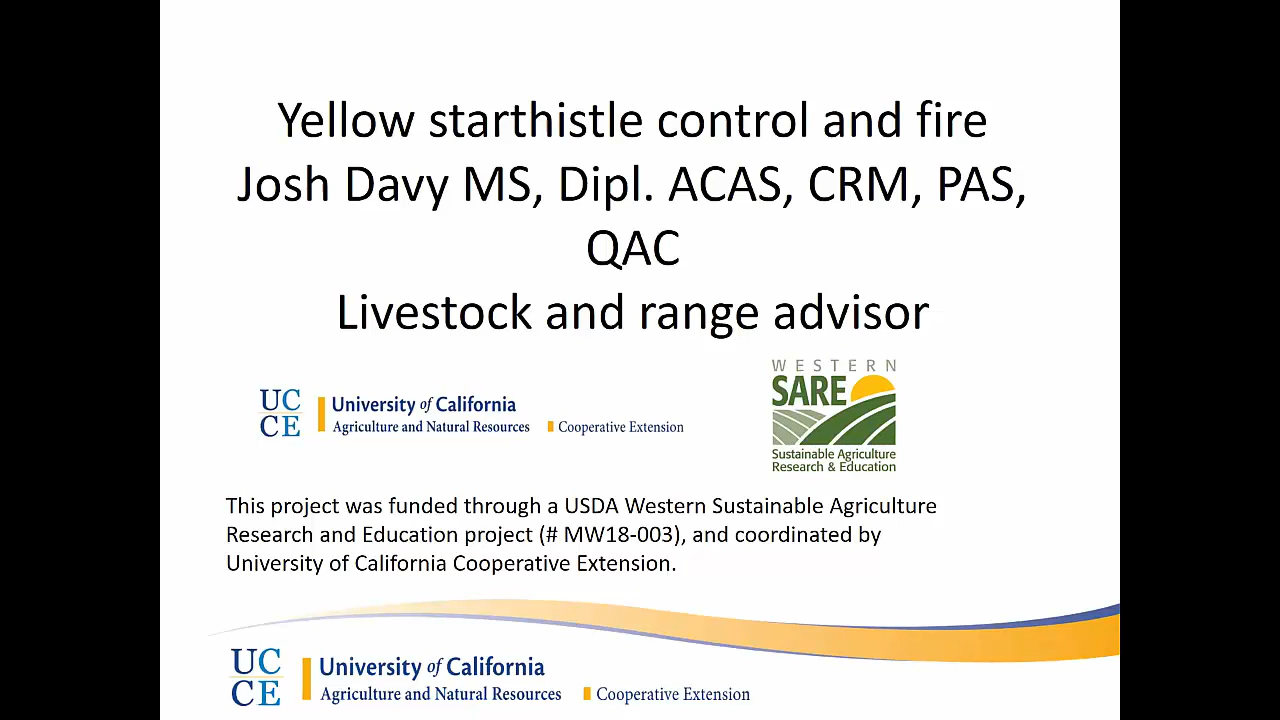 Yellow starthistle control and fire
Josh Davy MS, Dipl. ACAS, CRM, PAS,
QAC
Livestock and range advisor
UC
CE
University of California
Agriculture and Natural Resources
Cooperative Extension
WESTERN
SARE
Sustainable Agriculture
Research & Education
This project was funded through a USDA Western Sustainable Agriculture
Research and Education project (# MW18-003), and coordinated by
University of California Cooperative Extension.
UC
CE
University of California
Agriculture and Natural Resources
Cooperative Extension